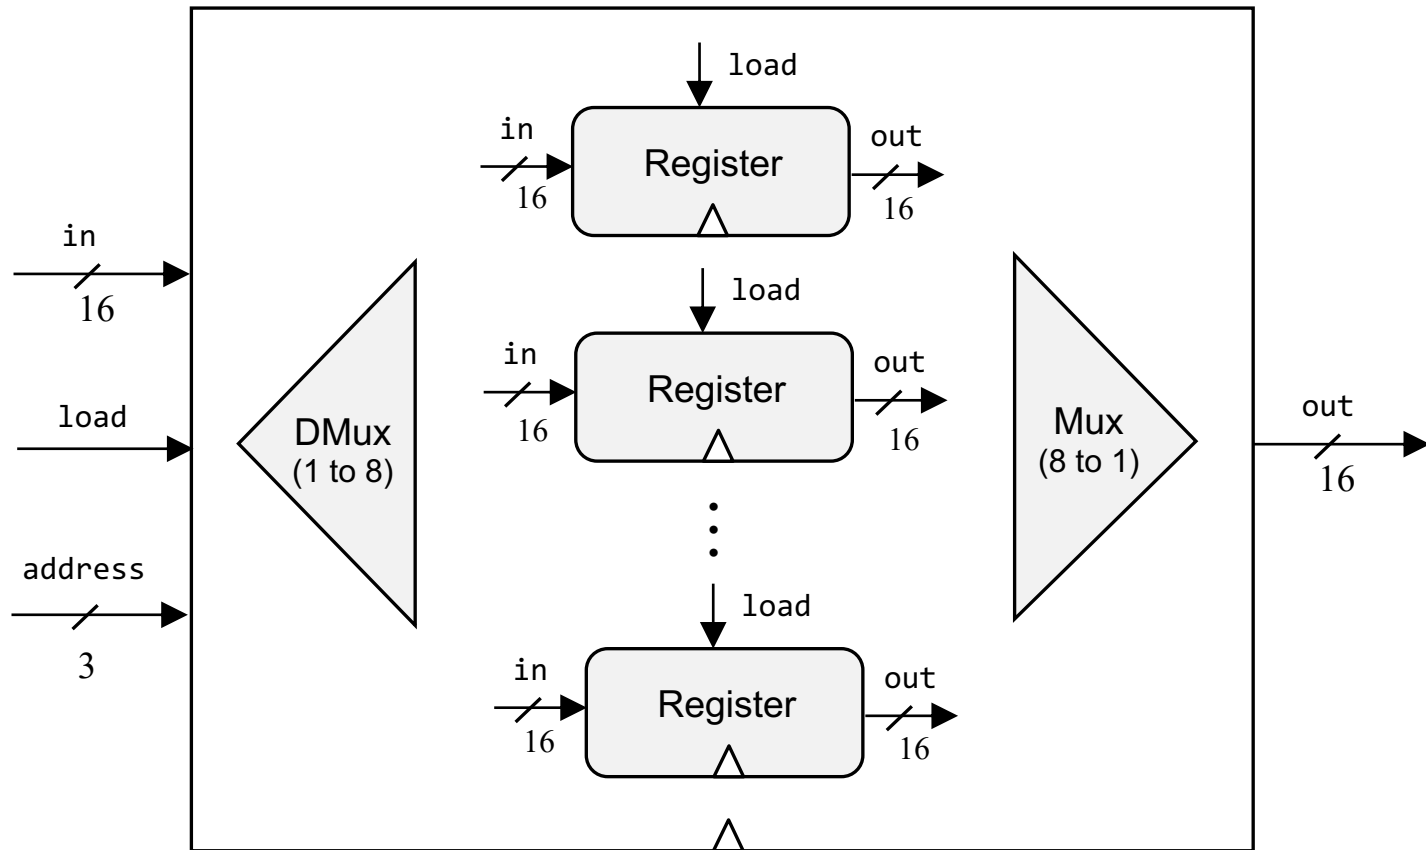 load
in
Register
out
16
16
in
16
load
in
Register
out
16
16
load
DMux
(1 to 8)
Mux
(8 to 1)
out
16
address
3
load
in
Register
out
16
16